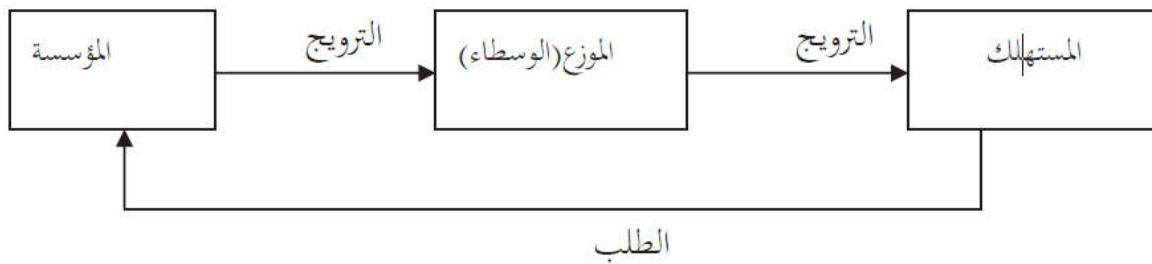 المؤسسة
الترويج
الموزع(الوسطاء)
الترويج
المستهلك
الطلب